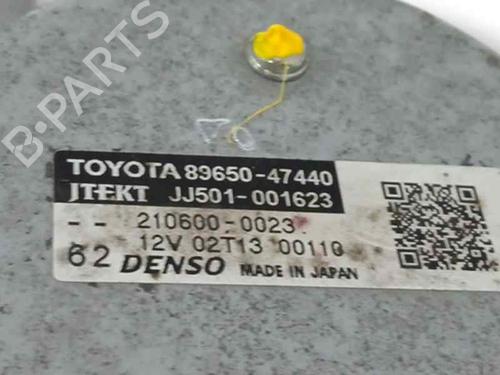 B-PARTS
TOYOTA 89650-47440
JTEKT JJ501-001623
-- 210600-0023
12V 02T13 00110
62 DENSO MADE IN JAPAN